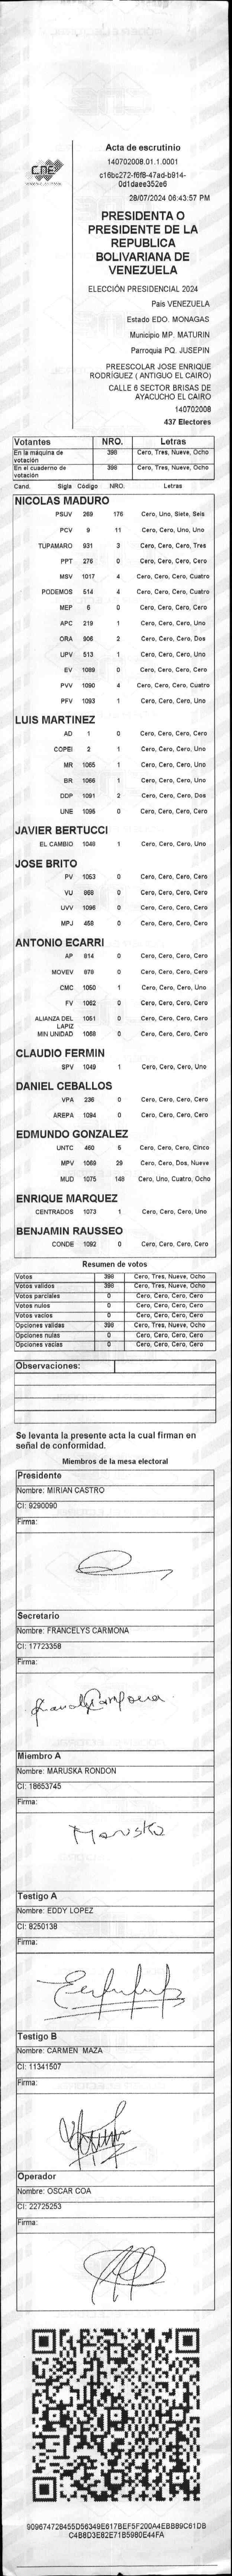 CNE
Acta de escrutinio
140702008.01.1.0001
c16bc272-f6f8-47ad-b914-
0d1daee352e6
28/07/2024 06:43:57 PM
PRESIDENTA O
PRESIDENTE DE LA
REPUBLICA
BOLIVARIANA DE
VENEZUELA
ELECCIÓN PRESIDENCIAL 2024
Pais VENEZUELA
Estado EDO. MONAGAS
Municipio MP. MATURIN
Parroquia PQ. JUSEPIN
PREESCOLAR JOSE ENRIQUE
RODRIGUEZ ( ANTIGUO EL CAIRO)
CALLE 6 SECTOR BRISAS DE
AYACUCHO EL CAIRO
140702008
437 Electores
Votantes NRO. Letras
En la máquina de votación 398 Cero, Tres, Nueve, Ocho
En el cuaderno de votación 398 Cero, Tres, Nueve, Ocho
Cand. Sigla Código NRO. Letras
NICOLAS MADURO
PSUV 269 176 Cero, Uno, Siete, Seis
PCV 9 11 Cero, Cero, Uno, Uno
TUPAMARO 931 3 Cero, Cero, Cero, Tres
PPT 276 0 Cero, Cero, Cero, Cero
MSV 1017 4 Cero, Cero, Cero, Cuatro
PODEMOS 514 4 Cero, Cero, Cero, Cuatro
MEP 6 0 Cero, Cero, Cero, Cero
APC 219 1 Cero, Cero, Cero, Uno
ORA 906 2 Cero, Cero, Cero, Dos
UPV 513 1 Cero, Cero, Cero, Uno
EV 1089 0 Cero, Cero, Cero, Cero
PVV 1090 4 Cero, Cero, Cero, Cuatro
PFV 1093 1 Cero, Cero, Cero, Uno
LUIS MARTINEZ
AD 1 0 Cero, Cero, Cero, Cero
COPEI 2 1 Cero, Cero, Cero, Uno
MR 1065 1 Cero, Cero, Cero, Uno
BR 1066 1 Cero, Cero, Cero, Uno
DDP 1091 2 Cero, Cero, Cero, Dos
UNE 1095 0 Cero, Cero, Cero, Cero
JAVIER BERTUCCI
EL CAMBIO 1048 1 Cero, Cero, Cero, Uno
JOSE BRITO
PV 1053 0 Cero, Cero, Cero, Cero
VU 868 0 Cero, Cero, Cero, Cero
UVV 1096 0 Cero, Cero, Cero, Cero
MPJ 458 0 Cero, Cero, Cero, Cero
ANTONIO ECARRI
AP 814 0 Cero, Cero, Cero, Cero
MOVEV 879 0 Cero, Cero, Cero, Cero
CMC 1050 1 Cero, Cero, Cero, Uno
FV 1062 0 Cero, Cero, Cero, Cero
ALIANZA DEL LAPIZ 1051 0 Cero, Cero, Cero, Cero
MIN UNIDAD 1068 0 Cero, Cero, Cero, Cero
CLAUDIO FERMIN
SPV 1049 1 Cero, Cero, Cero, Uno
DANIEL CEBALLOS
VPA 236 0 Cero, Cero, Cero, Cero
AREPA 1094 0 Cero, Cero, Cero, Cero
EDMUNDO GONZALEZ
UNTC 460 5 Cero, Cero, Cero, Cinco
MPV 1069 29 Cero, Cero, Dos, Nueve
MUD 1075 148 Cero, Uno, Cuatro, Ocho
ENRIQUE MARQUEZ
CENTRADOS 1073 1 Cero, Cero, Cero, Uno
BENJAMIN RAUSSEO
CONDE 1092 0 Cero, Cero, Cero, Cero
Resumen de votos
Votos 398 Cero, Tres, Nueve, Ocho
Votos validos 398 Cero, Tres, Nueve, Ocho
Votos parciales 0 Cero, Cero, Cero, Cero
Votos nulos 0 Cero, Cero, Cero, Cero
Votos vacios 0 Cero, Cero, Cero, Cero
Opciones validas 398 Cero, Tres, Nueve, Ocho
Opciones nulas 0 Cero, Cero, Cero, Cero
Opciones vacias 0 Cero, Cero, Cero, Cero
Observaciones:
Se levanta la presente acta la cual firman en
señal de conformidad.
Miembros de la mesa electoral
Presidente
Nombre: MIRIAN CASTRO
CI: 9290090
Firma:
Secretario
Nombre: FRANCELYS CARMONA
CI: 17723358
Firma:
Miembro A
Nombre: MARUSKA RONDON
CI: 18653745
Firma:
Maruska
Testigo A
Nombre: EDDY LOPEZ
CI: 8250138
Firma:
Testigo B
Nombre: CARMEN MAZA
CI: 11341507
Firma:
Operador
Nombre: OSCAR COA
CI: 22725253
Firma:
909674728455D56349E617BEF5F200A4EBB89C61DB
C4B8D3E82E71B5980E44FA